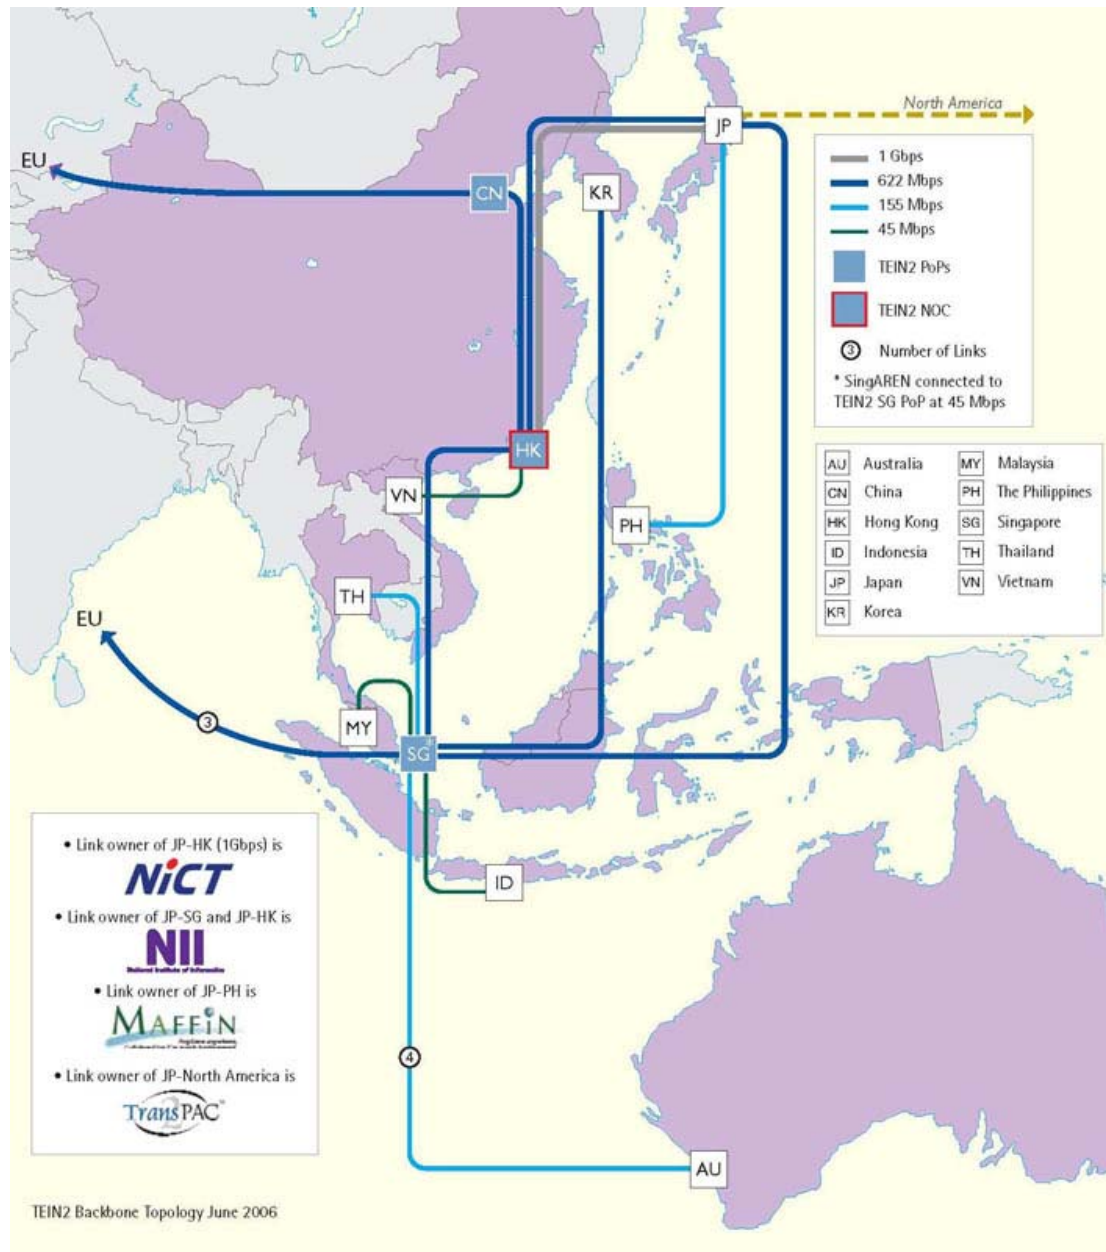 North America
JP
EU
CN
KR
1 Gbps
622 Mbps
155 Mbps
45 Mbps
TEIN2 PoPs
TEIN2 NOC
3 Number of Links
* SingAREN connected to
TEIN2 SG PoP at 45 Mbps
HK
VN
PH
AU Australia
CN China
HK Hong Kong
ID Indonesia
JP Japan
KR Korea
MY Malaysia
PH The Philippines
SG Singapore
TH Thailand
VN Vietnam
TH
EU
3
MY
SG*
ID
• Link owner of JP-HK (1Gbps) is
NiCT
• Link owner of JP-SG and JP-HK is
NII
National Institute of Informatics
• Link owner of JP-PH is
MAFFIN
• Link owner of JP-North America is
TransPAC2™
4
AU
TEIN2 Backbone Topology June 2006